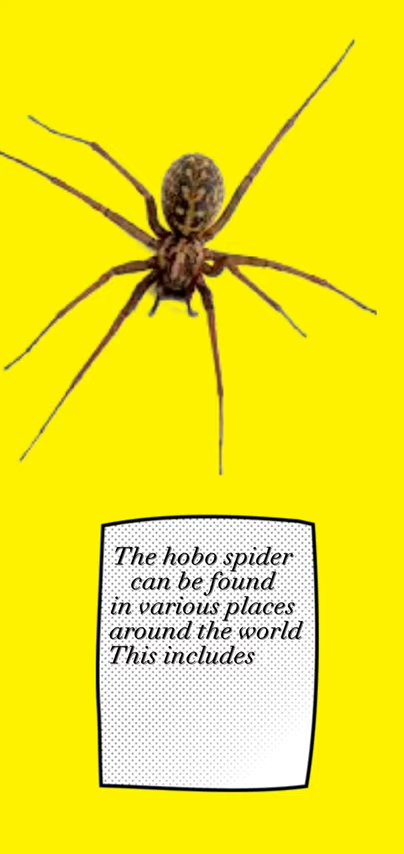 The hobo spider
can be found
in various places
around the world
This includes